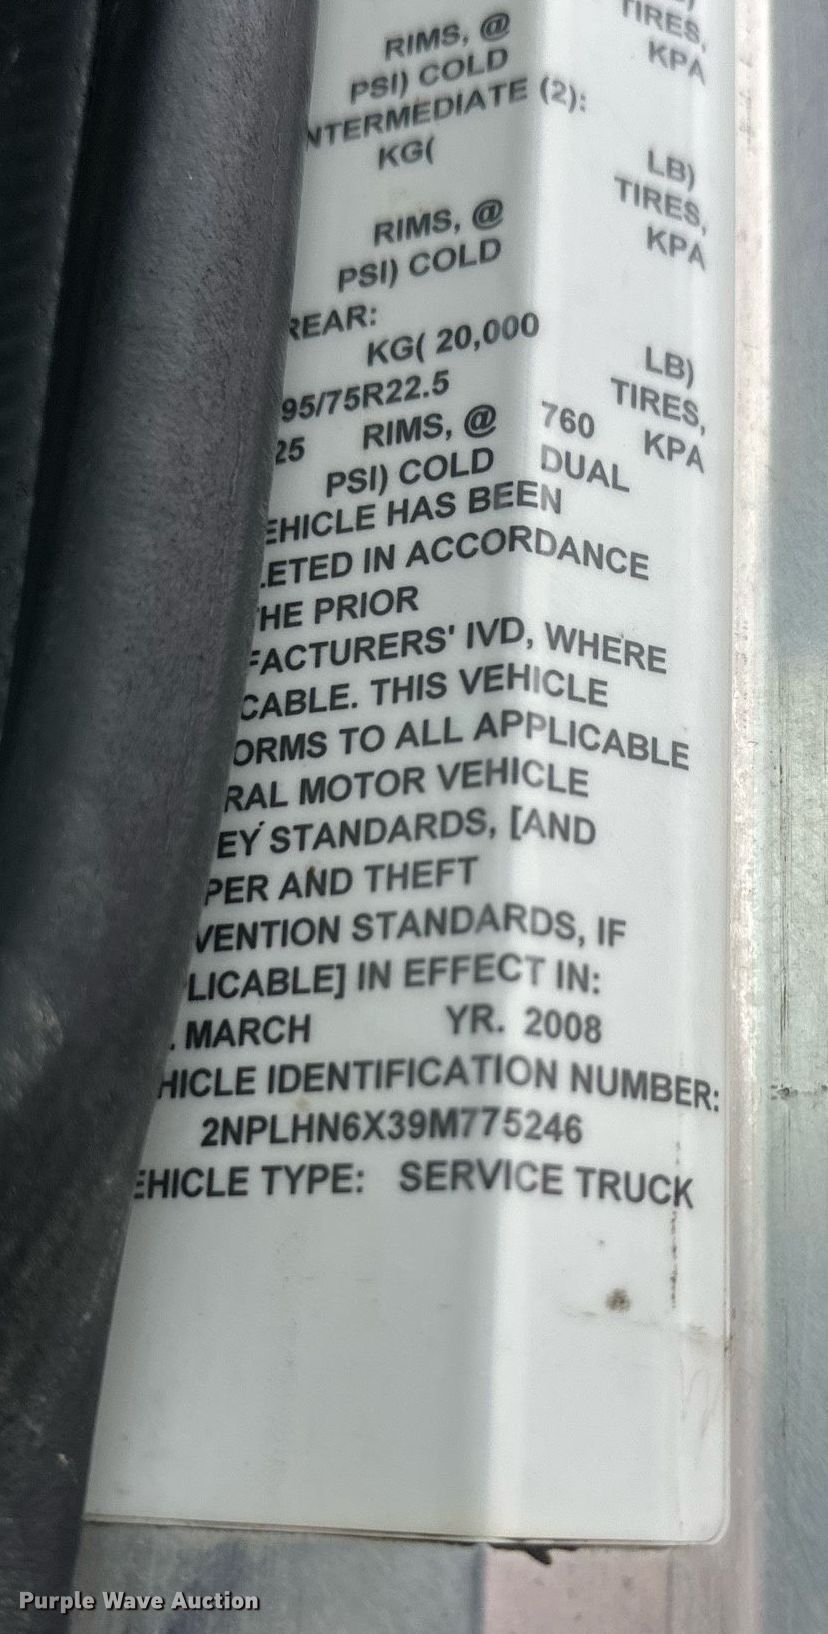 TIRES,
RIMS, @ KPA
PSI) COLD
NTERMEDIATE (2):
KG( LB)
TIRES,
RIMS, @ KPA
PSI) COLD
REAR:
KG( 20,000 LB)
95/75R22.5 TIRES,
25 RIMS, @ 760 KPA
PSI) COLD DUAL
EHICLE HAS BEEN
LETED IN ACCORDANCE
HE PRIOR
FACTURERS' IVD, WHERE
CABLE. THIS VEHICLE
ORMS TO ALL APPLICABLE
RAL MOTOR VEHICLE
EY STANDARDS, [AND
PER AND THEFT
VENTION STANDARDS, IF
PLICABLE] IN EFFECT IN:
. MARCH YR. 2008
HICLE IDENTIFICATION NUMBER:
2NPLHN6X39M775246
EHICLE TYPE: SERVICE TRUCK
Purple Wave Auction